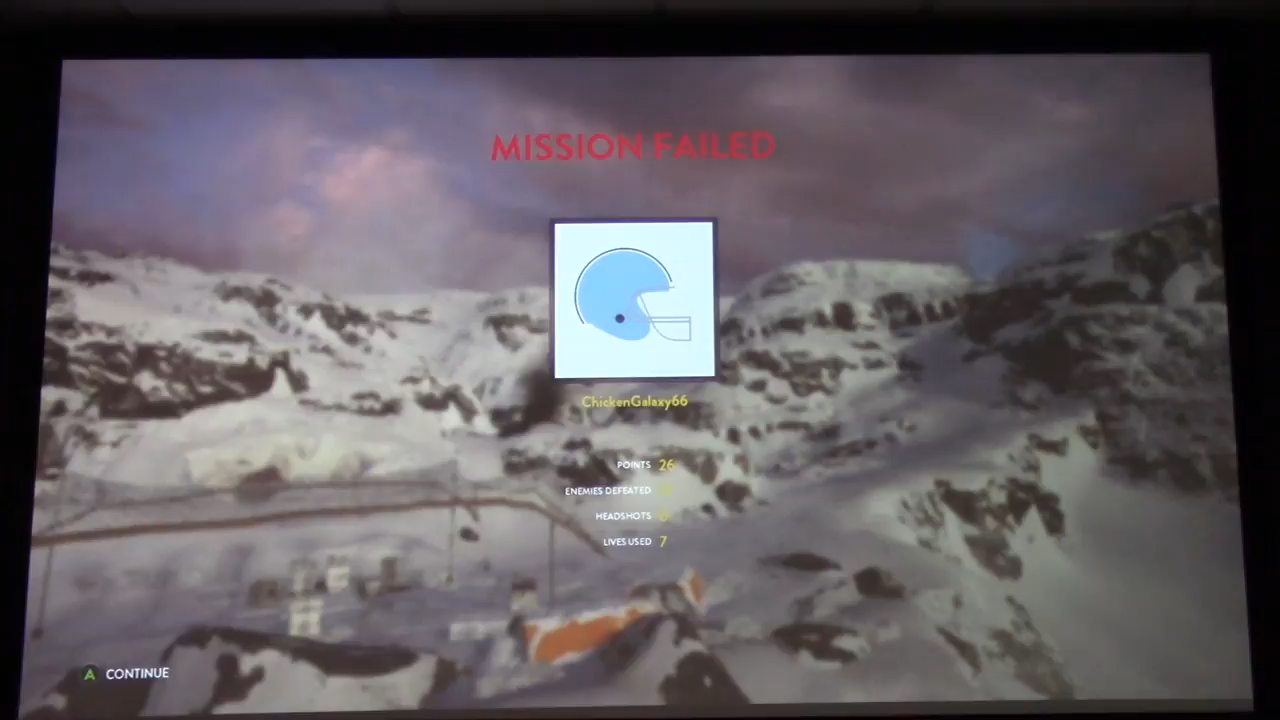 MISSION FAILED
ChickenGalaxy66
POINTS 26
ENEMIES DEFEATED
HEADSHOTS
LIVES USED 7
A CONTINUE